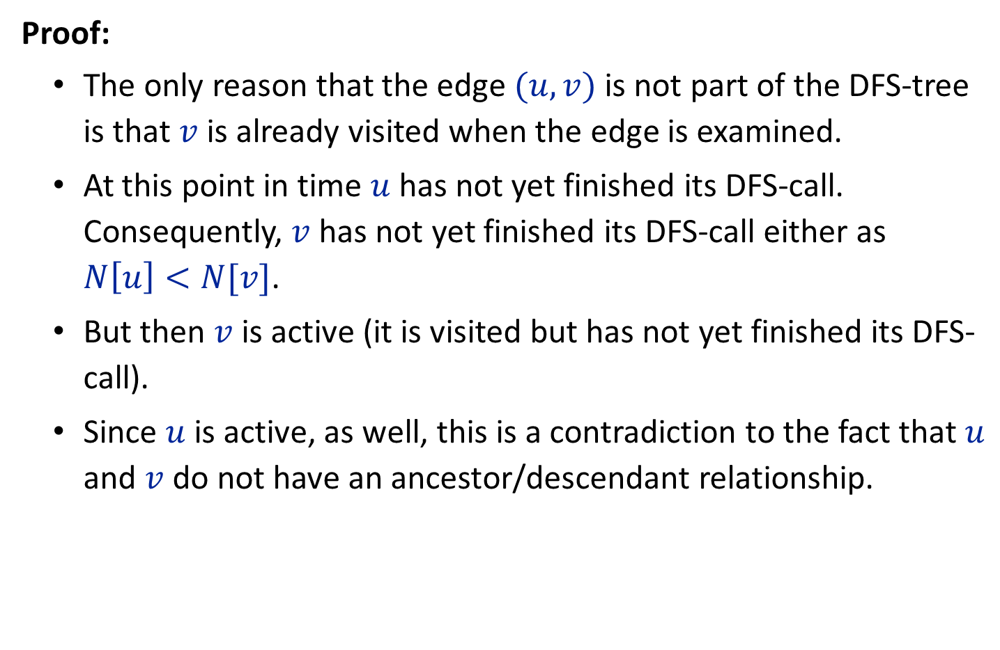 Proof:
• The only reason that the edge (u, v) is not part of the DFS-tree
is that v is already visited when the edge is examined.
• At this point in time u has not yet finished its DFS-call.
Consequently, v has not yet finished its DFS-call either as
N[u] < N[v].
• But then v is active (it is visited but has not yet finished its DFS-
call).
• Since u is active, as well, this is a contradiction to the fact that u
and v do not have an ancestor/descendant relationship.